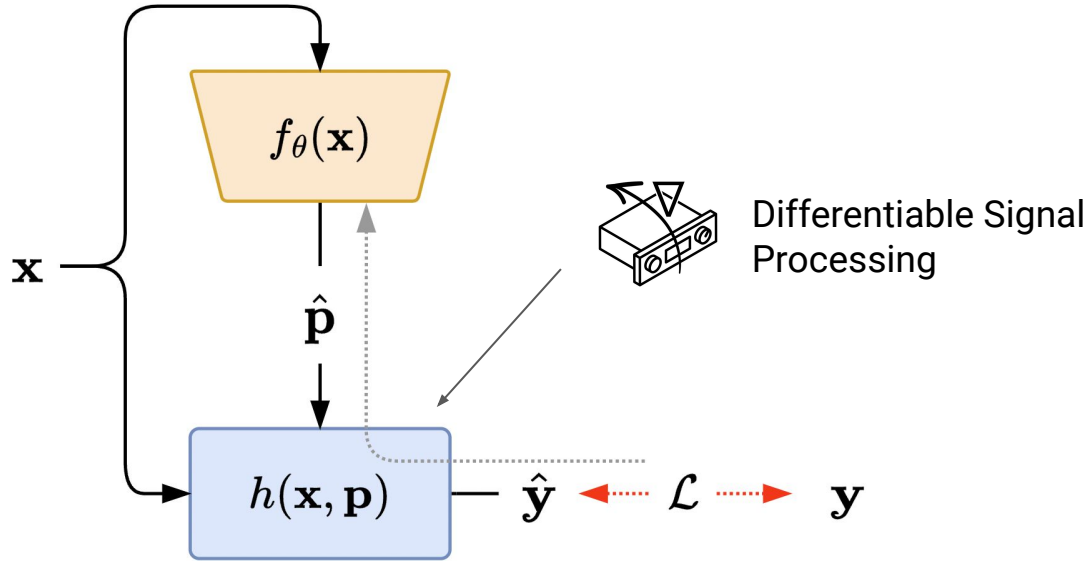 f_θ(𝐱)
Differentiable Signal
Processing
𝐱
𝐩̂
h(𝐱, 𝐩)
𝐲̂
ℒ
𝐲